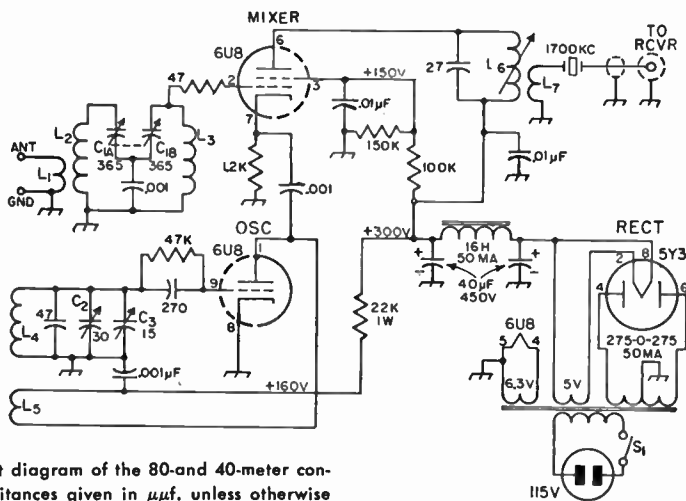 MIXER
6U8
6
2
3
7
47
+150V
.01µF
150K
100K
27
L6
L7
1700KC
TO
RCVR
.01µF
ANT
L1
GND
L2
C1A
365
C1B
365
L3
.001
1.2K
.001
OSC
6U8
1
9
8
47K
270
L4
47
C2
30
C3
15
.001µF
L5
+160V
22K
1W
+300V
16H
50 MA
+
-
+
-
40µF
450V
RECT
5Y3
2
8
4
6
275-0-275
50MA
6U8
5
4
6.3V
5V
S1
115V
t diagram of the 80-and 40-meter con-
itances given in µµf, unless otherwise